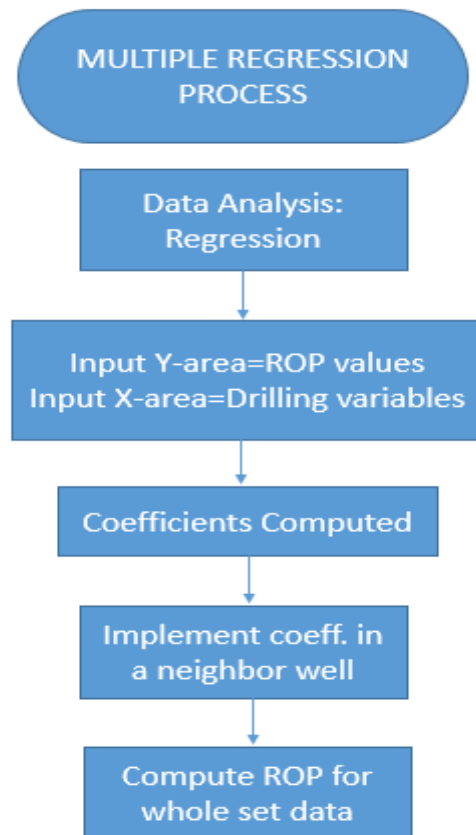 MULTIPLE REGRESSION
PROCESS
Data Analysis:
Regression
Input Y-area=ROP values
Input X-area=Drilling variables
Coefficients Computed
Implement coeff. in
a neighbor well
Compute ROP for
whole set data